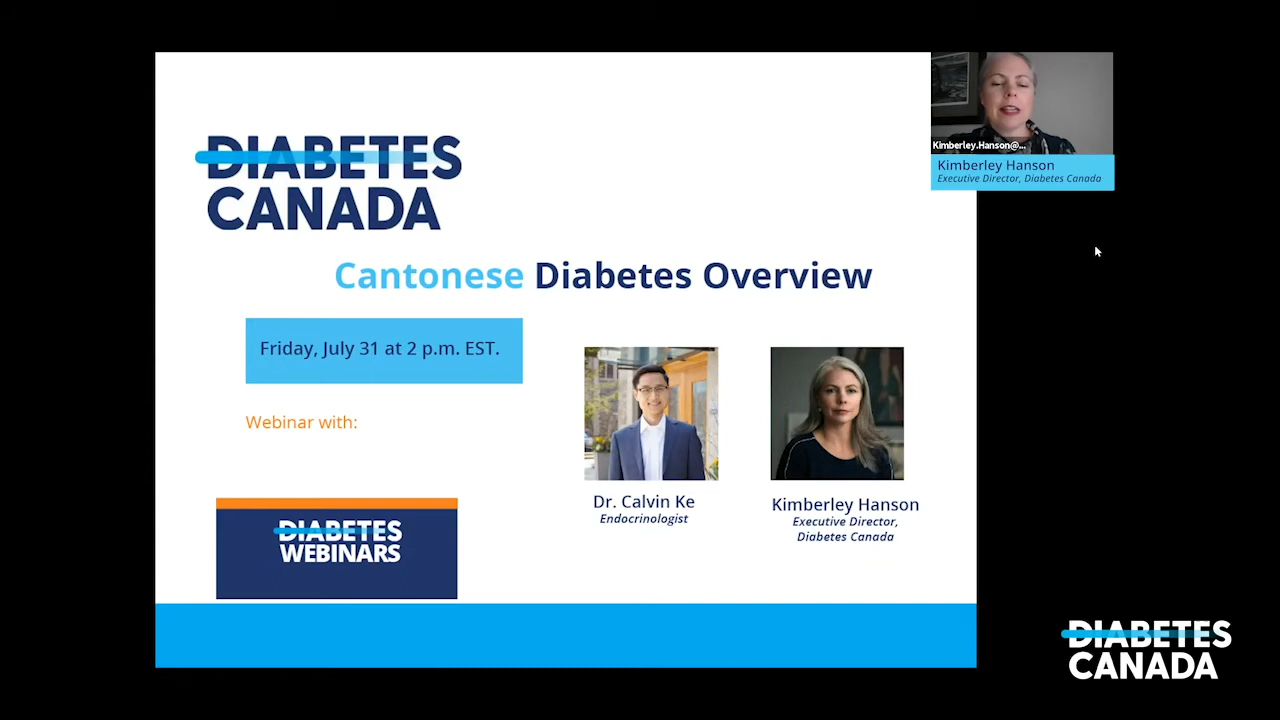 DIABETES
CANADA
Cantonese Diabetes Overview
Friday, July 31 at 2 p.m. EST.
Webinar with:
Dr. Calvin Ke
Endocrinologist
Kimberley Hanson
Executive Director,
Diabetes Canada
DIABETES
WEBINARS
Kimberley.Hanson@...
Kimberley Hanson
Executive Director, Diabetes Canada
DIABETES
CANADA